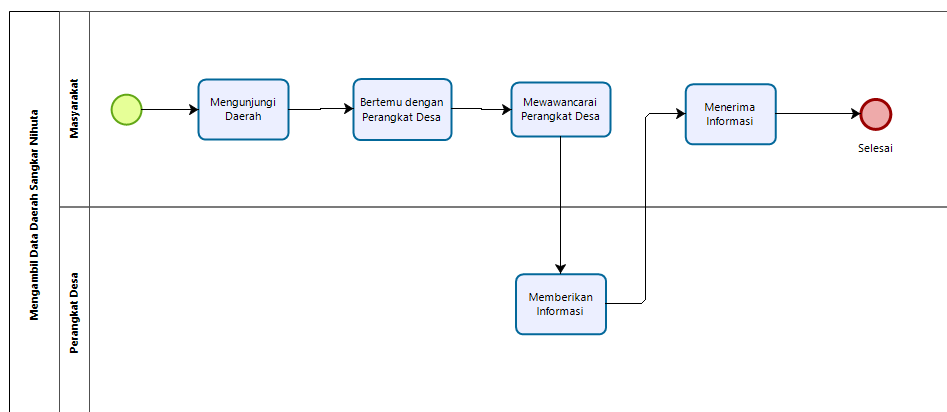 Mengambil Data Daerah Sangkar Nihuta
Masyarakat
Mengunjungi
Daerah
Bertemu dengan
Perangkat Desa
Mewawancarai
Perangkat Desa
Menerima
Informasi
Selesai
Perangkat Desa
Memberikan
Informasi